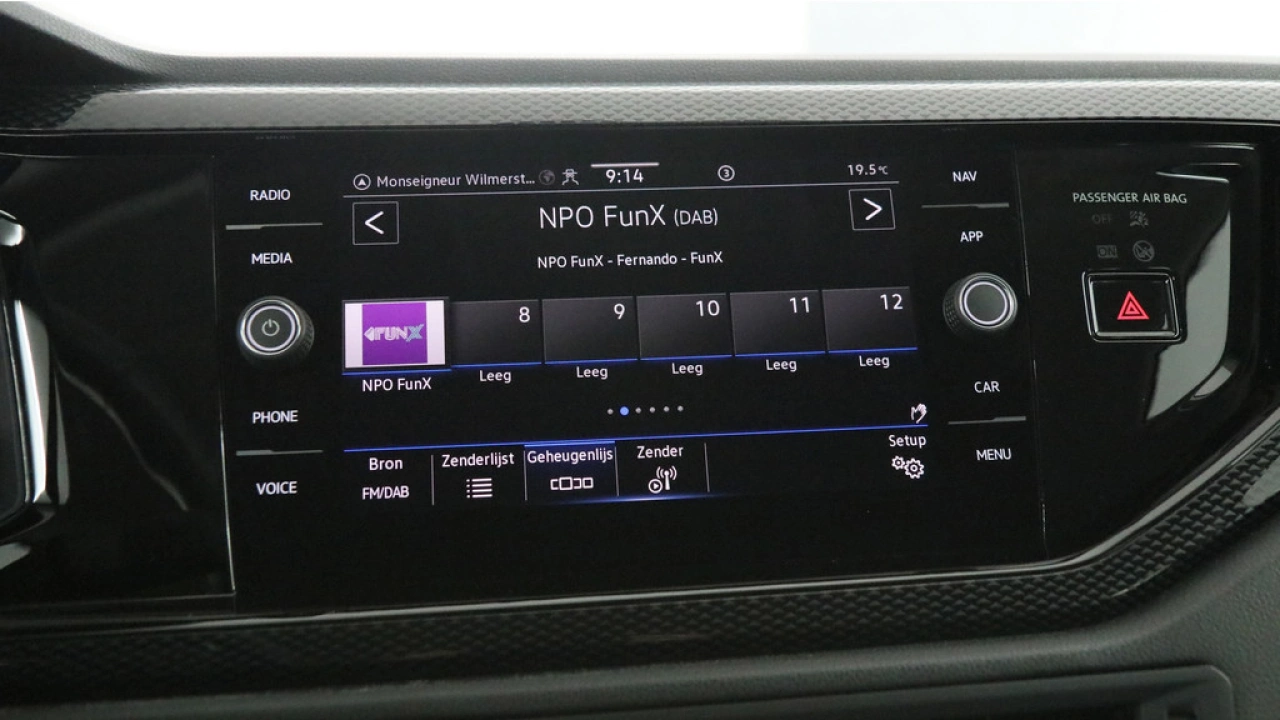 RADIO
MEDIA
PHONE
VOICE
Monseigneur Wilmerst...
9:14
3
19.5°C
< NPO FunX (DAB) >
NPO FunX - Fernando - FunX
FUNX
8
9
10
11
12
NPO FunX
Leeg
Leeg
Leeg
Leeg
Leeg
Bron
FM/DAB
Zenderlijst
Geheugenlijs
Zender
Setup
NAV
APP
CAR
MENU
PASSENGER AIR BAG
OFF
ON